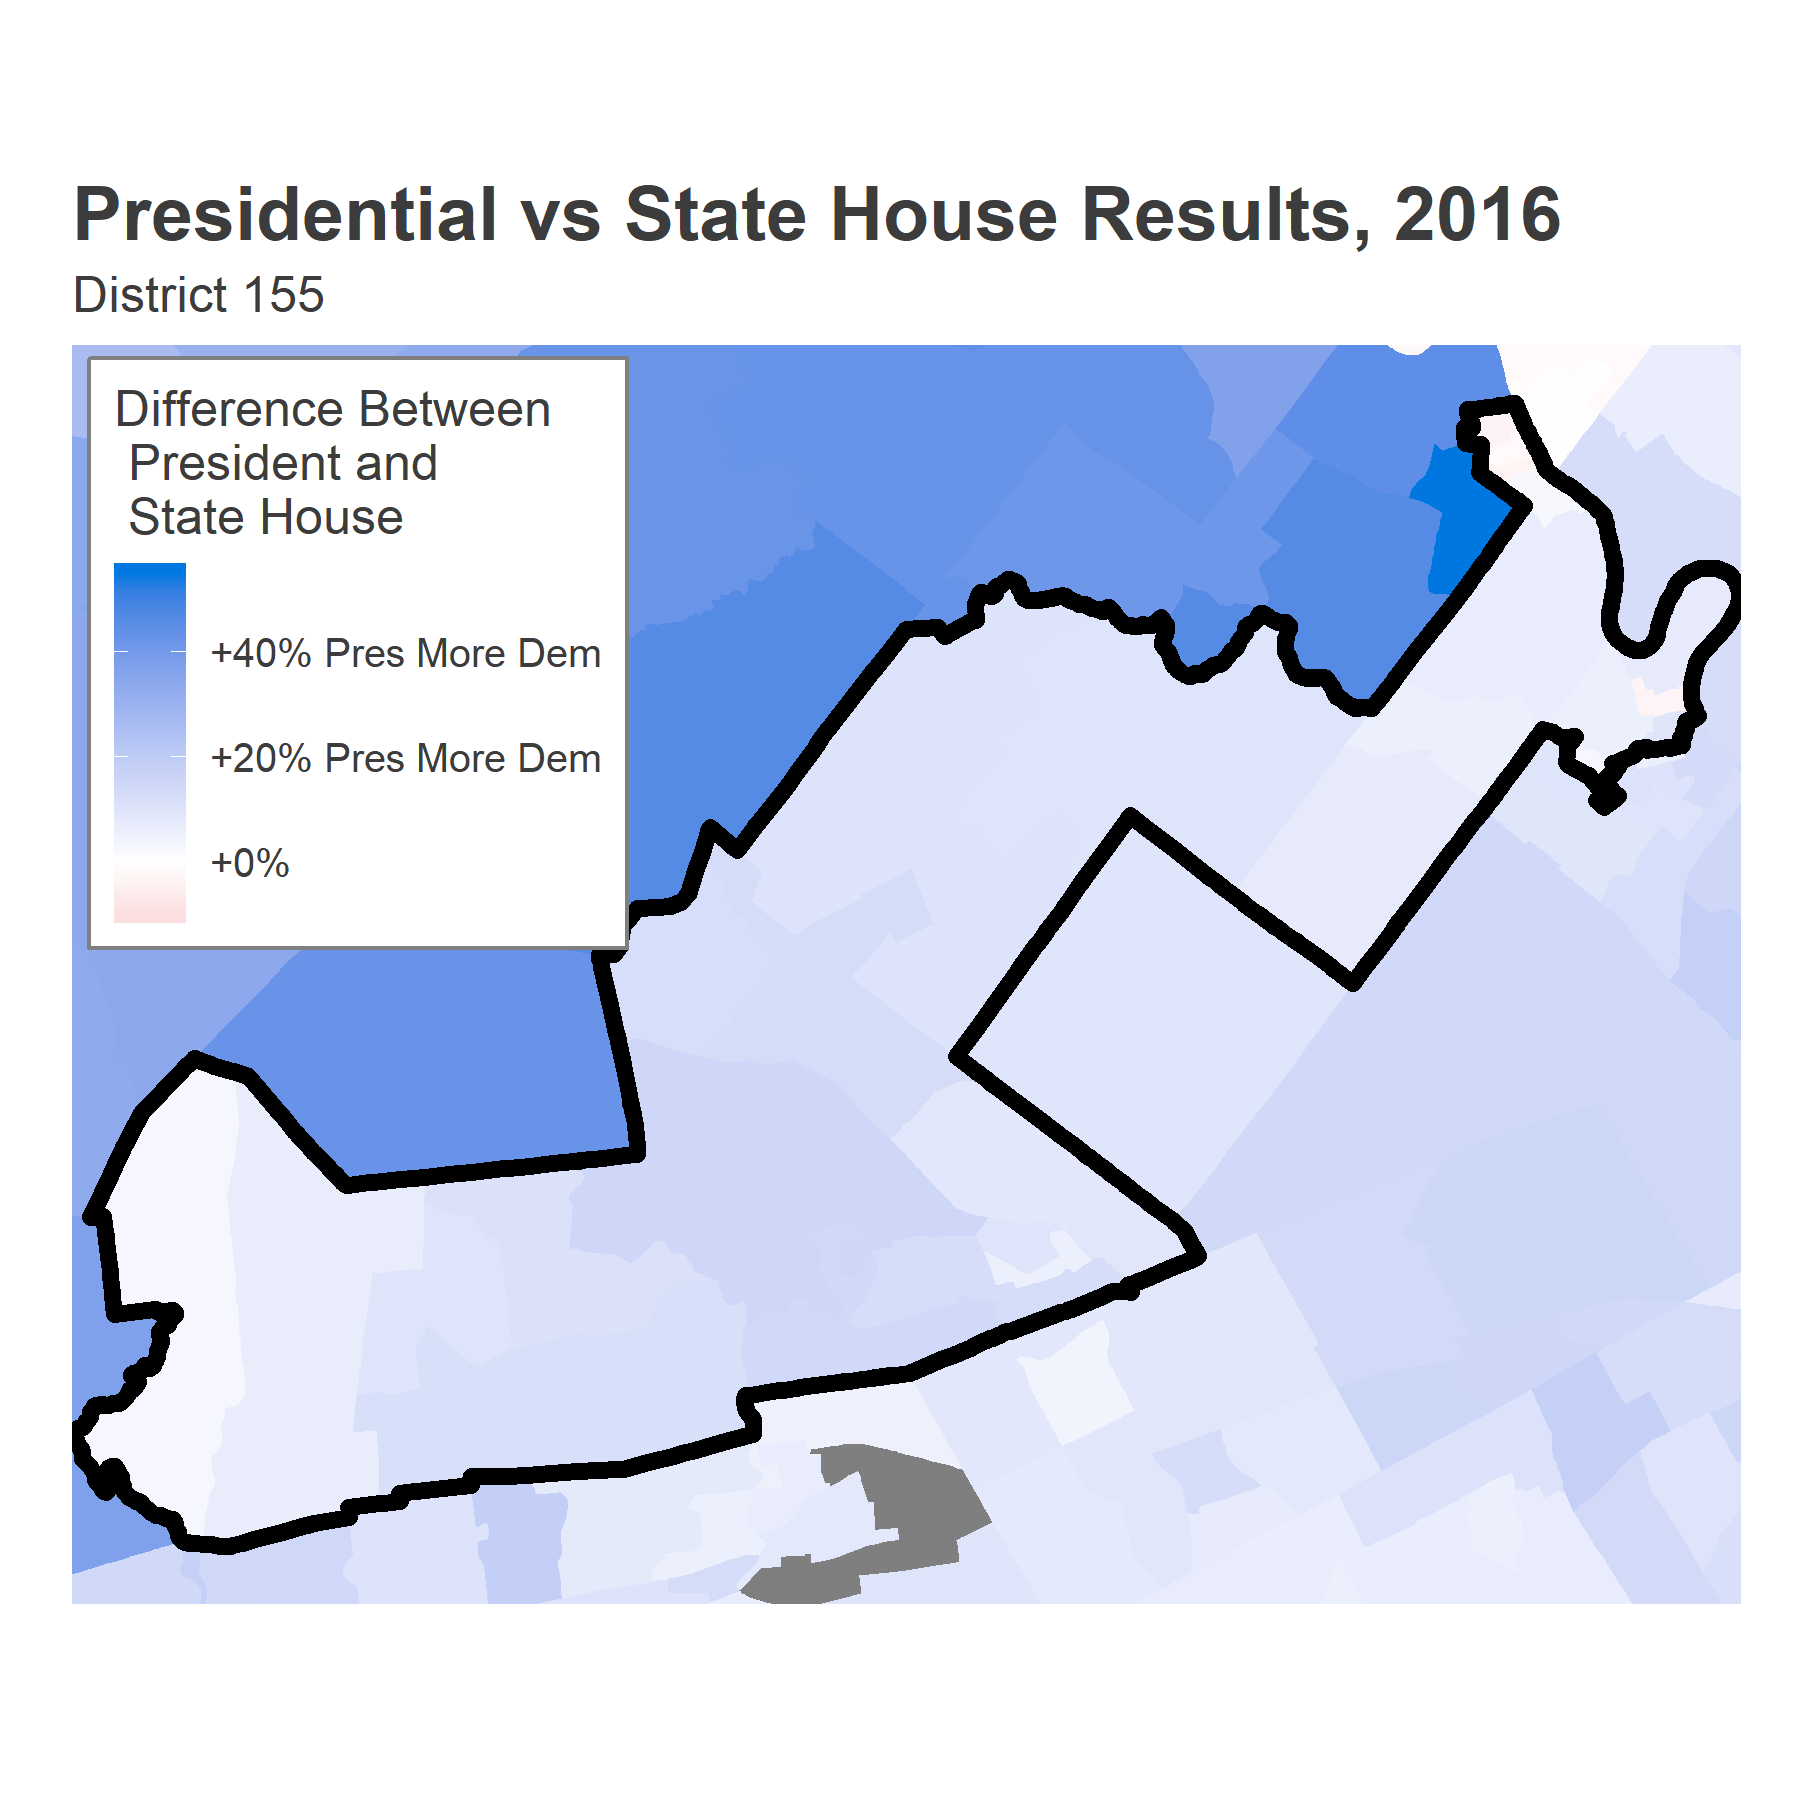 Presidential vs State House Results, 2016
District 155
Difference Between
President and
State House
+40% Pres More Dem
+20% Pres More Dem
+0%